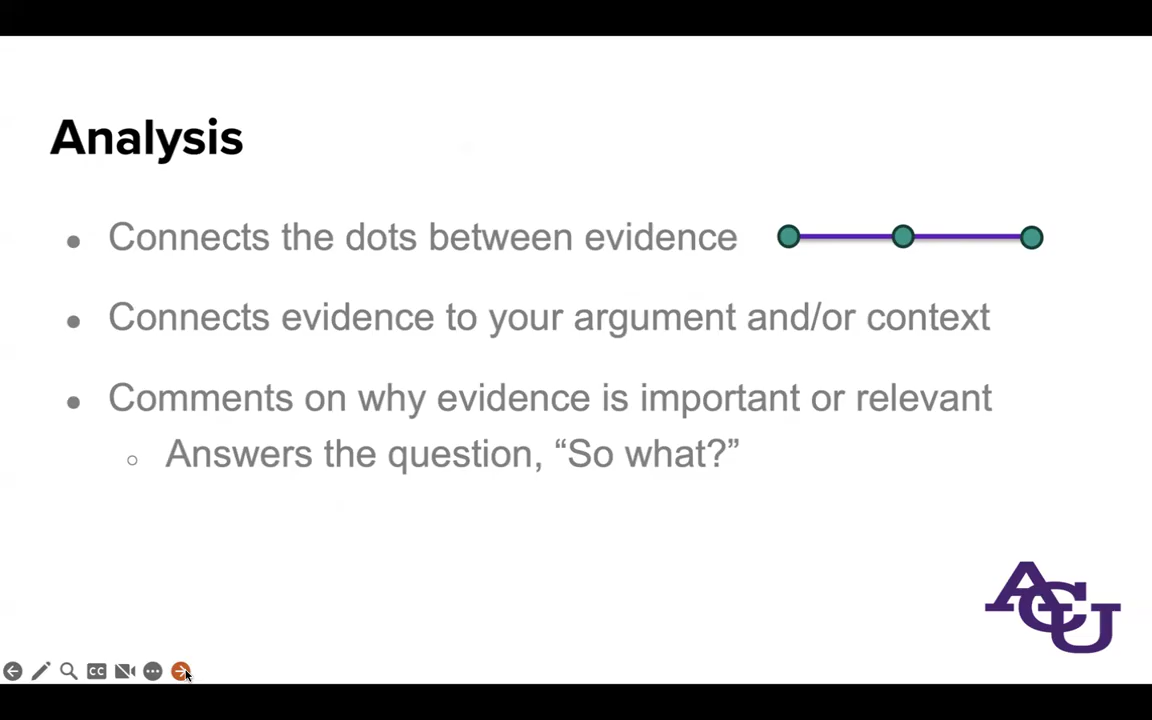 Analysis
Connects the dots between evidence
Connects evidence to your argument and/or context
Comments on why evidence is important or relevant
Answers the question, “So what?”
ACU
CC